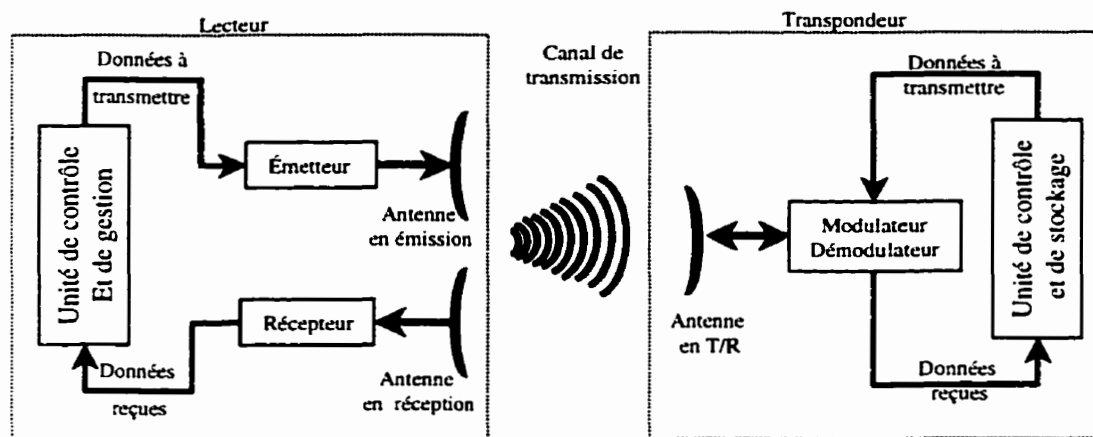 Lecteur
Données à
transmettre
Unité de contrôle
Et de gestion
Émetteur
Antenne
en émission
Récepteur
Données
reçues
Antenne
en réception
Canal de
transmission
Transpondeur
Données à
transmettre
Modulateur
Démodulateur
Unité de contrôle
et de stockage
Antenne
en T/R
Données
reçues